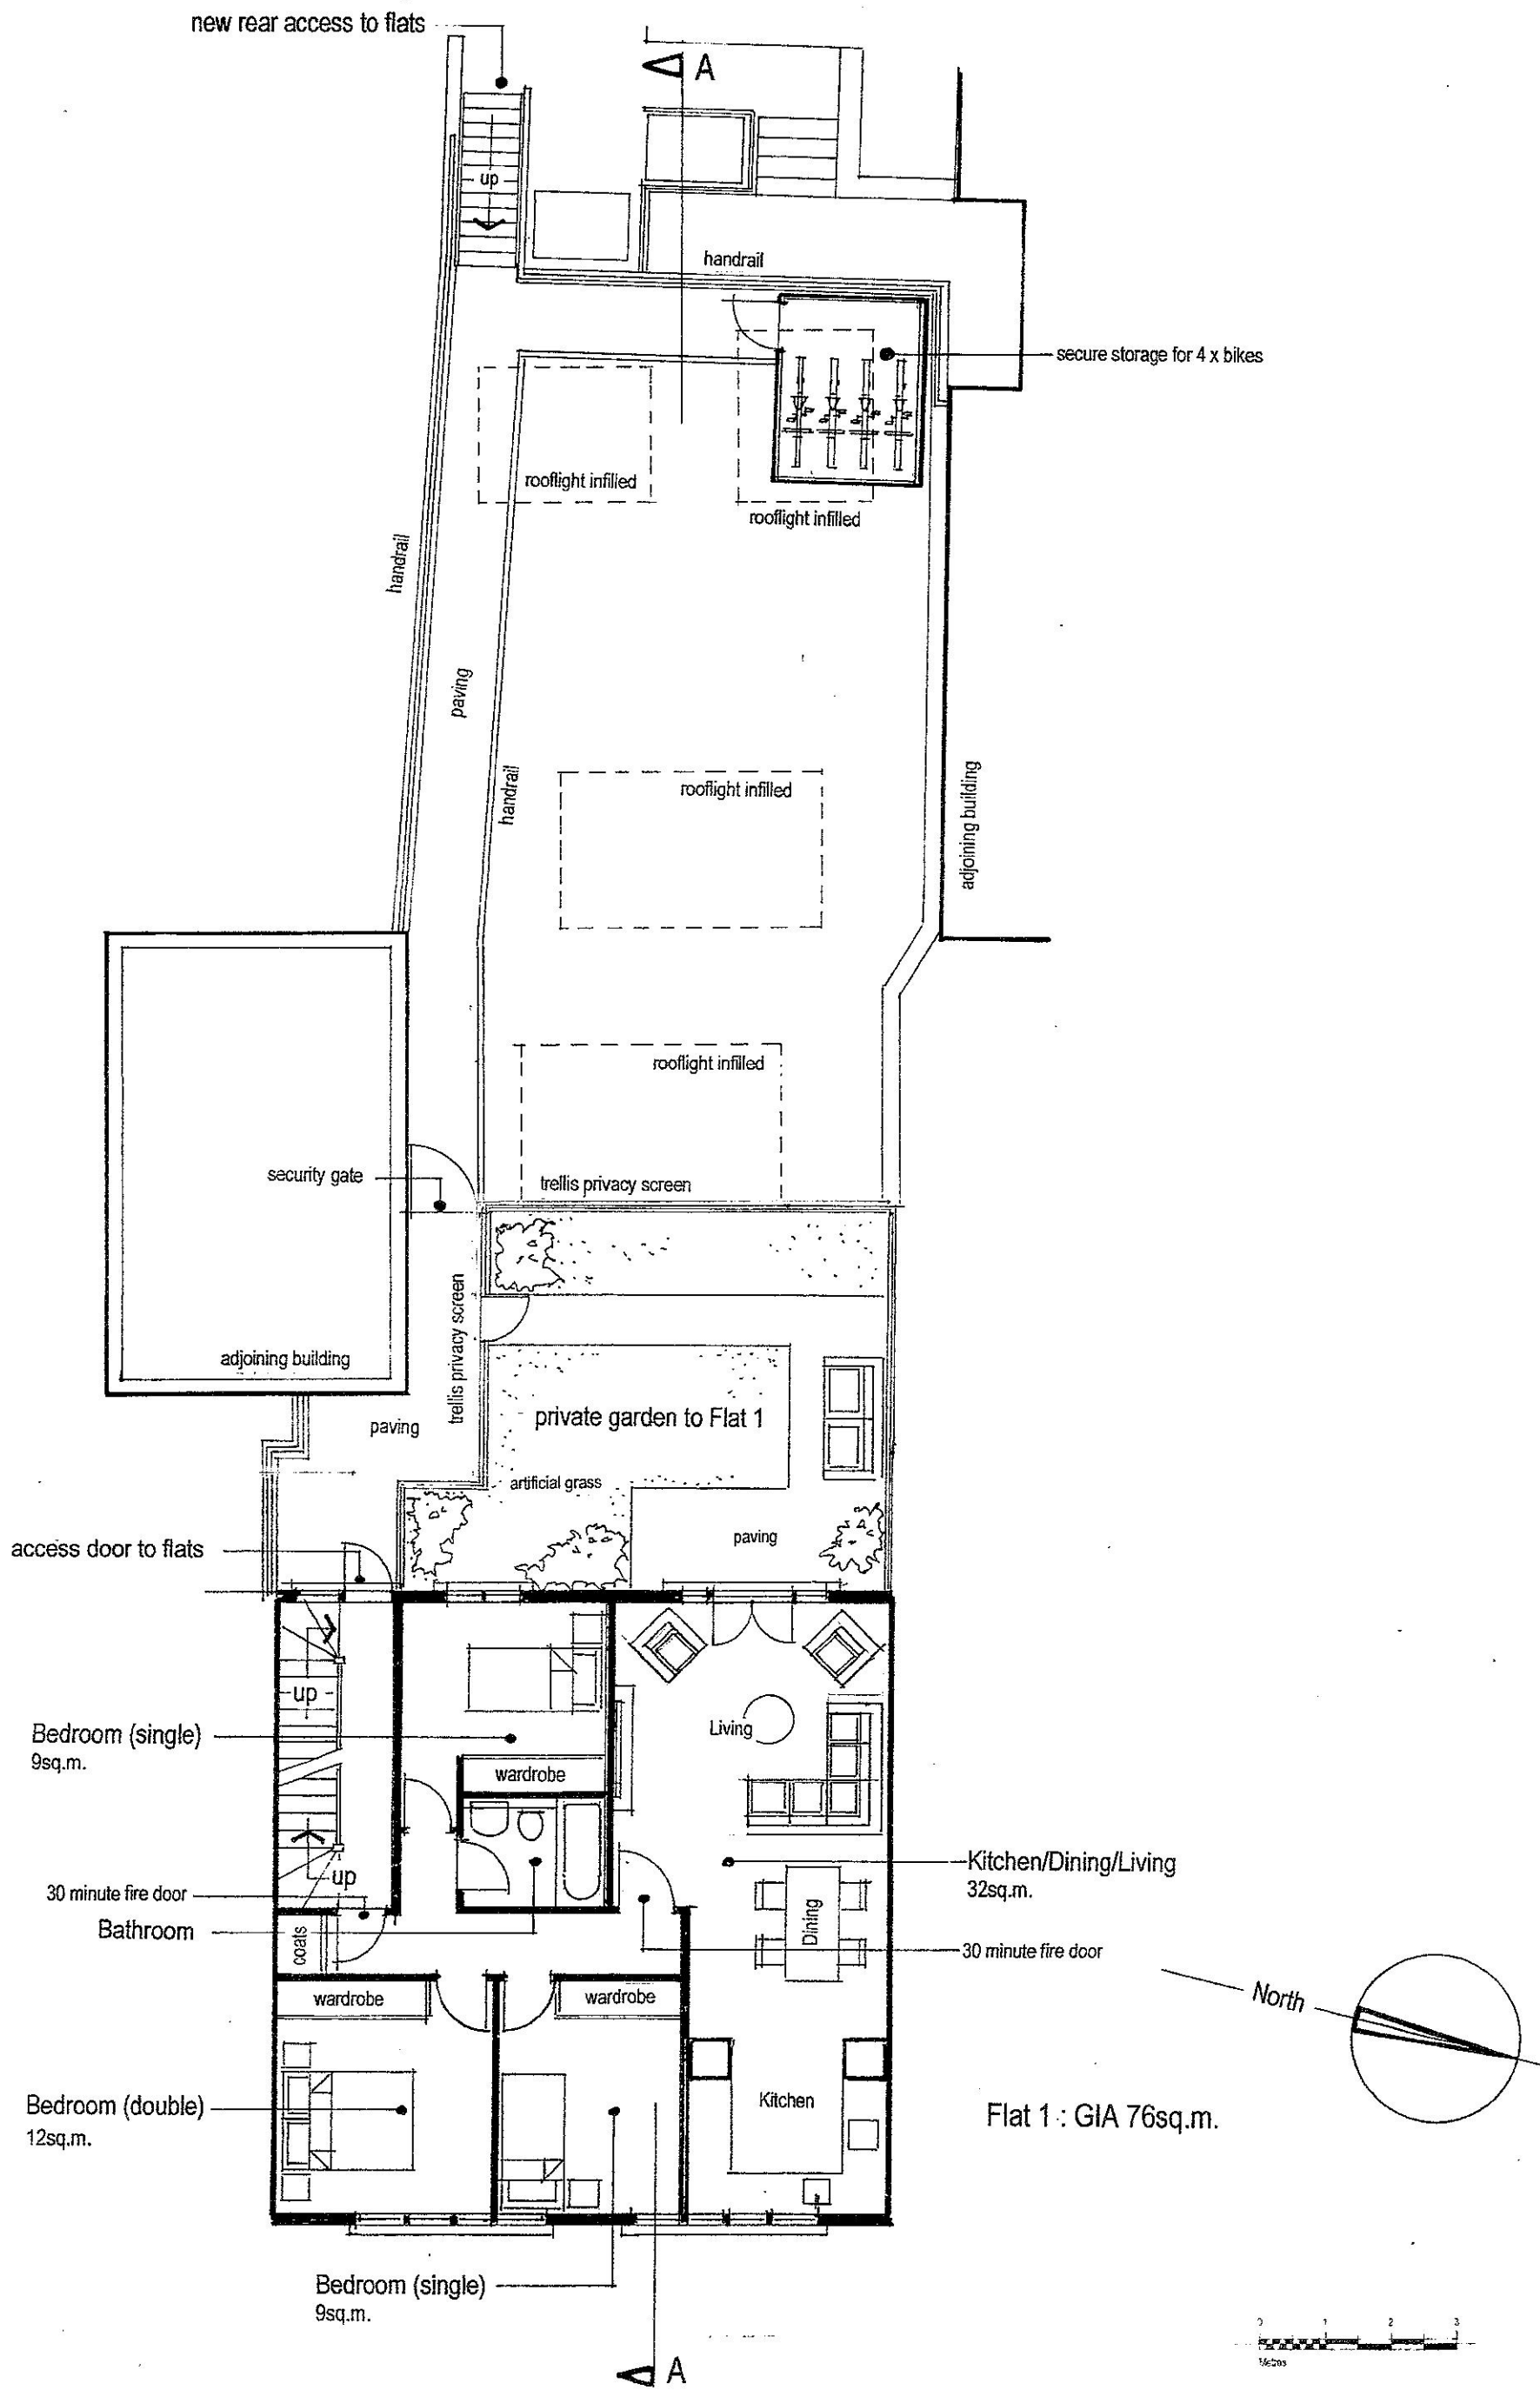 new rear access to flats
A
up
handrail
secure storage for 4 x bikes
rooflight infilled
rooflight infilled
handrail
paving
handrail
rooflight infilled
adjoining building
rooflight infilled
security gate
trellis privacy screen
trellis privacy screen
adjoining building
private garden to Flat 1
paving
artificial grass
paving
access door to flats
up
Living
Bedroom (single)
9sq.m.
wardrobe
Kitchen/Dining/Living
32sq.m.
up
30 minute fire door
Dining
Bathroom
coats
30 minute fire door
wardrobe
wardrobe
North
Kitchen
Bedroom (double)
12sq.m.
Flat 1 : GIA 76sq.m.
Bedroom (single)
9sq.m.
0 1 2 3
Metres
A